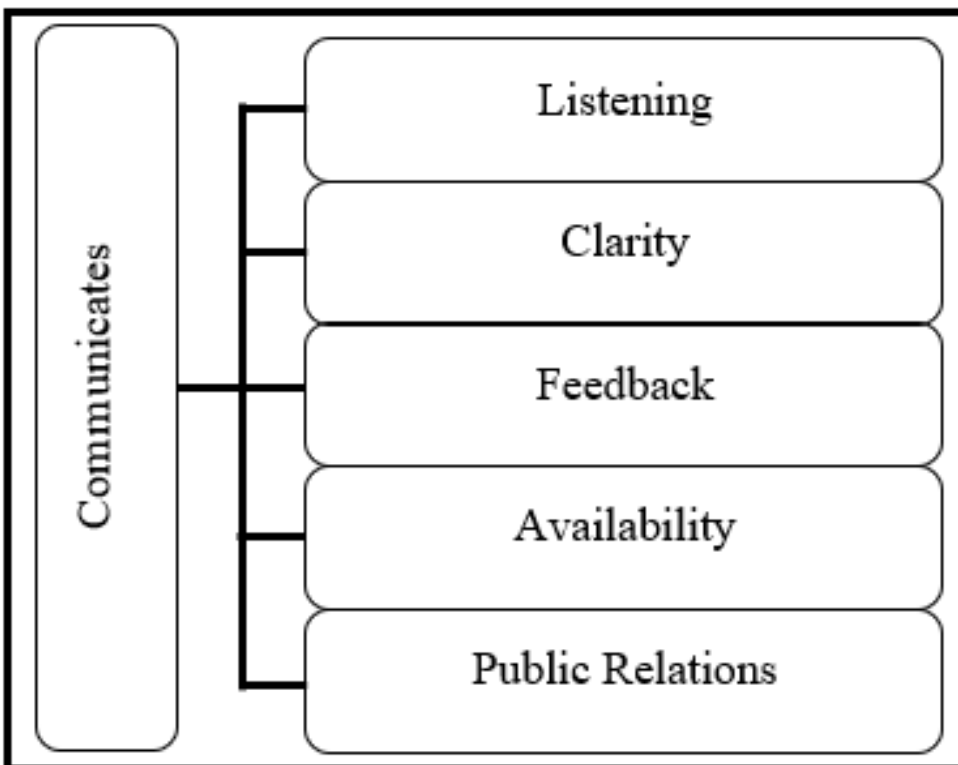 Communicates
Listening
Clarity
Feedback
Availability
Public Relations